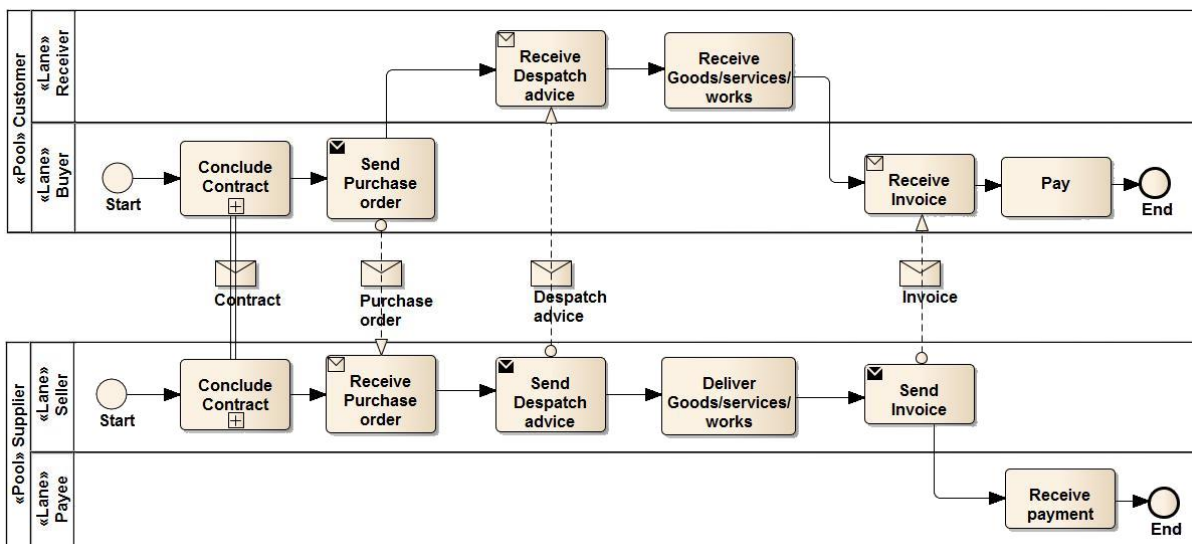 «Pool» Customer
«Lane»
Receiver
Receive
Despatch
advice
Receive
Goods/services/
works
«Lane»
Buyer
Start
Conclude
Contract
Send
Purchase
order
Receive
Invoice
Pay
End
Contract
Purchase
order
Despatch
advice
Invoice
«Pool» Supplier
«Lane»
Seller
Start
Conclude
Contract
Receive
Purchase
order
Send
Despatch
advice
Deliver
Goods/services/
works
Send
Invoice
«Lane»
Payee
Receive
payment
End